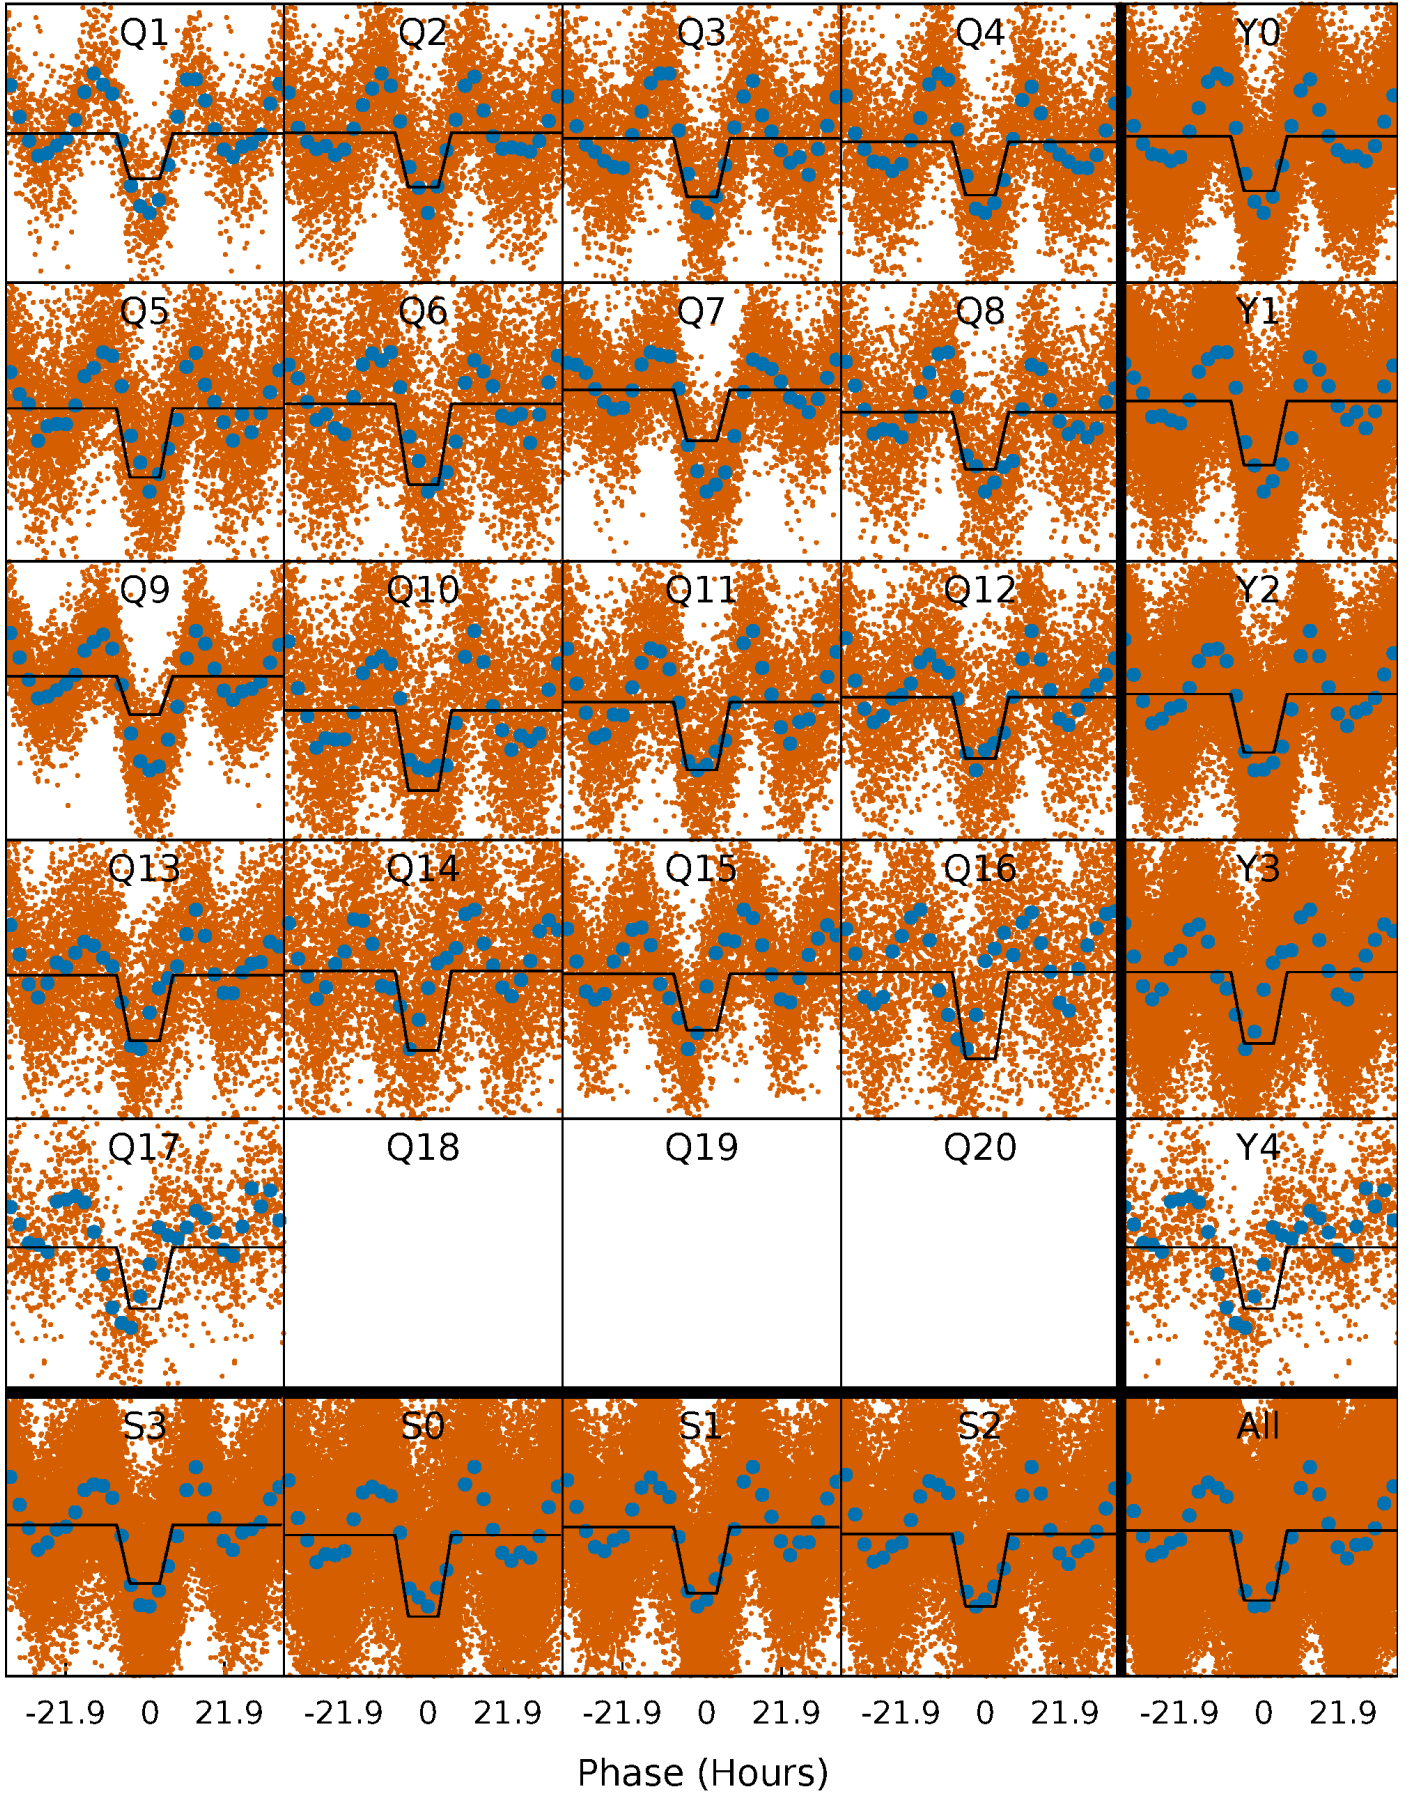 Q1 Q2 Q3 Q4 Y0
Q5 Q6 Q7 Q8 Y1
Q9 Q10 Q11 Q12 Y2
Q13 Q14 Q15 Q16 Y3
Q17 Q18 Q19 Q20 Y4
S3 S0 S1 S2 All
-21.9 0 21.9 -21.9 0 21.9 -21.9 0 21.9 -21.9 0 21.9 -21.9 0 21.9
Phase (Hours)